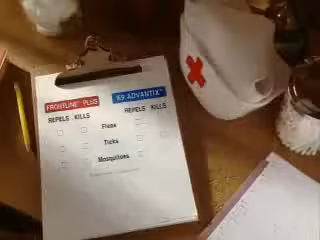 FRONTLINE PLUS K9 ADVANTIX
REPELS KILLS REPELS KILLS
Fleas
Ticks
Mosquitoes